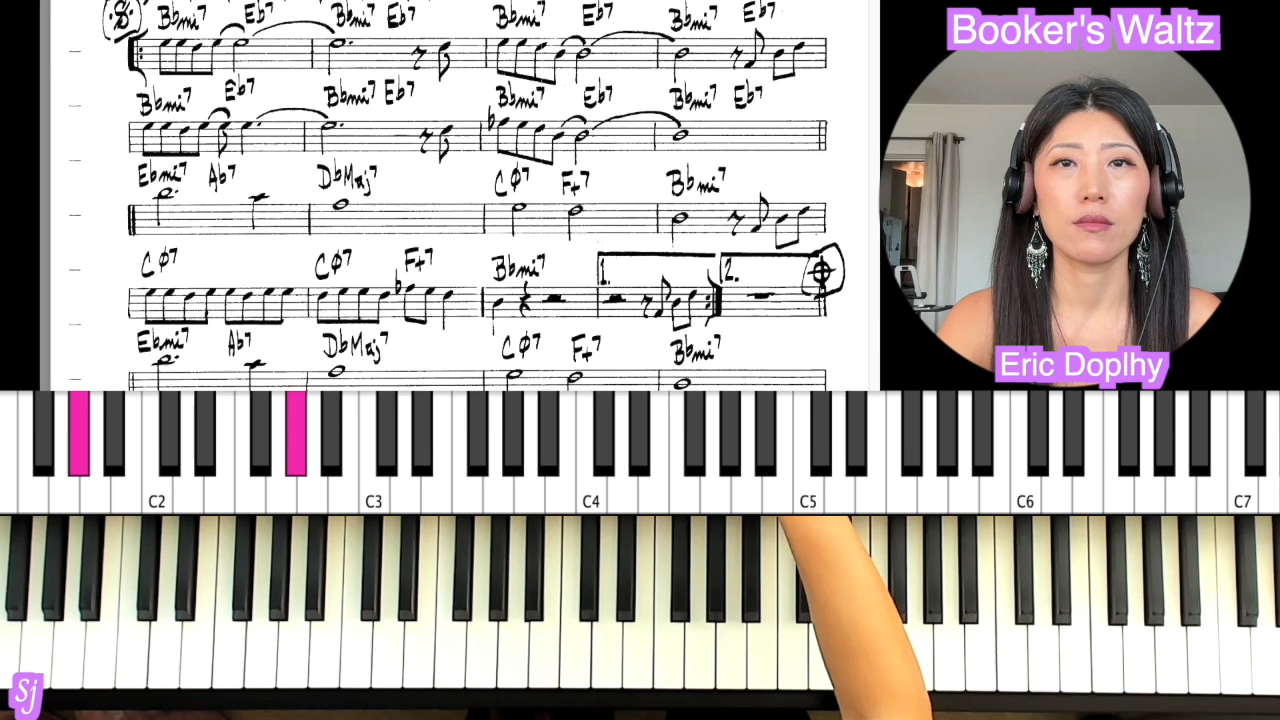 Bbmi7 Eb7 Bbmi7 Eb7 Bbmi7 Eb7 Bbmi7 Eb7
Booker's Waltz
Bbmi7 Eb7 Bbmi7 Eb7 Bbmi7 Eb7 Bbmi7 Eb7
Ebmi7 Ab7 DbMaj7 CØ7 F+7 Bbmi7
CØ7 CØ7 F+7 Bbmi7 1. 2.
Ebmi7 Ab7 DbMaj7 CØ7 F+7 Bbmi7
Eric Doplhy
C2 C3 C4 C5 C6 C7
Sj